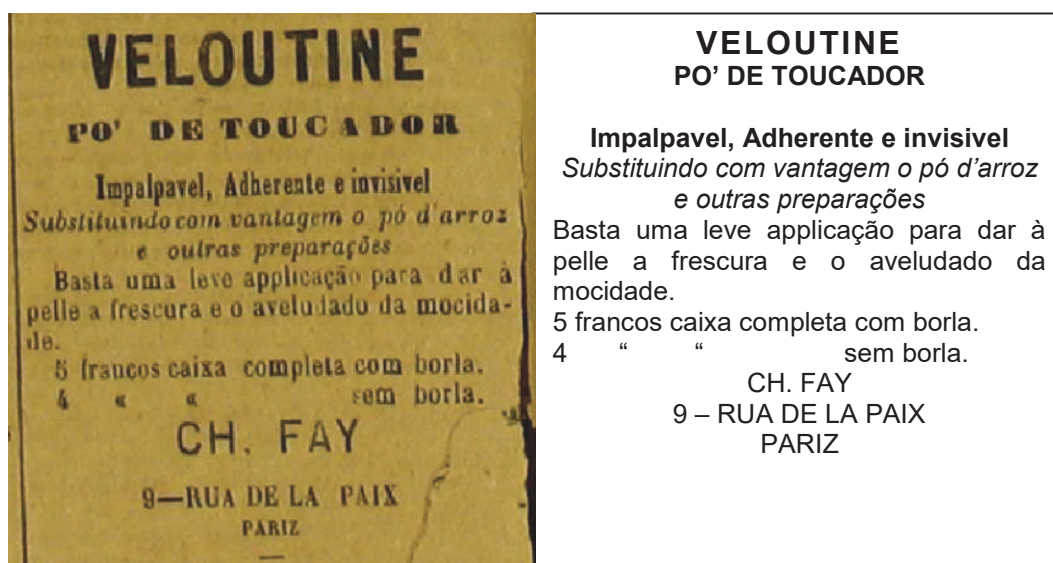 VELOUTINE
PO' DE TOUCADOR
Impalpavel, Adherente e invisivel
Substituindo com vantagem o pó d'arroz
e outras preparações
Basta uma leve applicação para dar à
pelle a frescura e o aveludado da mocida-
de.
5 francos caixa completa com borla.
4 « « sem borla.
CH. FAY
9—RUA DE LA PAIX
PARIZ
VELOUTINE
PO’ DE TOUCADOR
Impalpavel, Adherente e invisivel
Substituindo com vantagem o pó d’arroz
e outras preparações
Basta uma leve applicação para dar à
pelle a frescura e o aveludado da
mocidade.
5 francos caixa completa com borla.
4 “ “ sem borla.
CH. FAY
9 – RUA DE LA PAIX
PARIZ